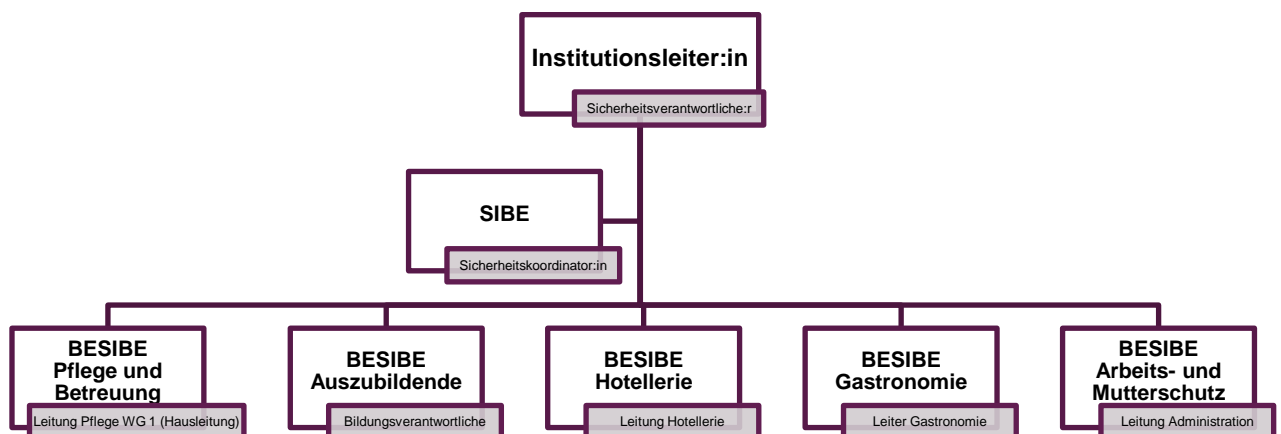 Institutionsleiter:in
Sicherheitsverantwortliche:r
SIBE
Sicherheitskoordinator:in
BESIBE
Pflege und
Betreuung
Leitung Pflege WG 1 (Hausleitung)
BESIBE
Auszubildende
Bildungsverantwortliche
BESIBE
Hotellerie
Leitung Hotellerie
BESIBE
Gastronomie
Leiter Gastronomie
BESIBE
Arbeits- und
Mutterschutz
Leitung Administration